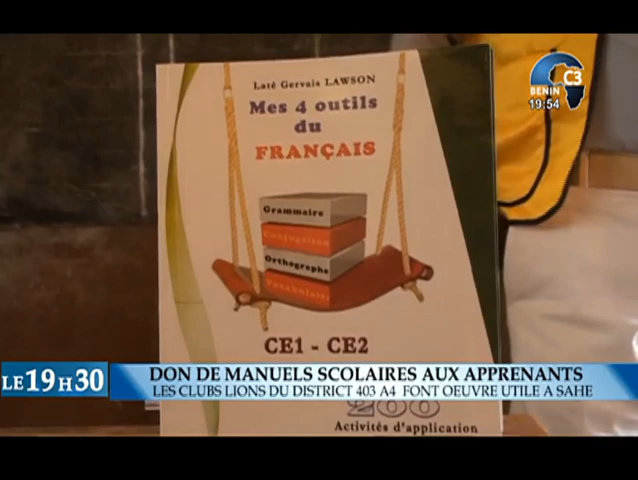 Laté Gervais LAWSON
Mes 4 outils
du
FRANÇAIS
Grammaire
Conjugaison
Orthographe
Vocabulaire
CE1 - CE2
200
Activités d'application
C3
BENIN
19:54
LE 19H30
DON DE MANUELS SCOLAIRES AUX APPRENANTS
LES CLUBS LIONS DU DISTRICT 403 A4 FONT OEUVRE UTILE A SAHE